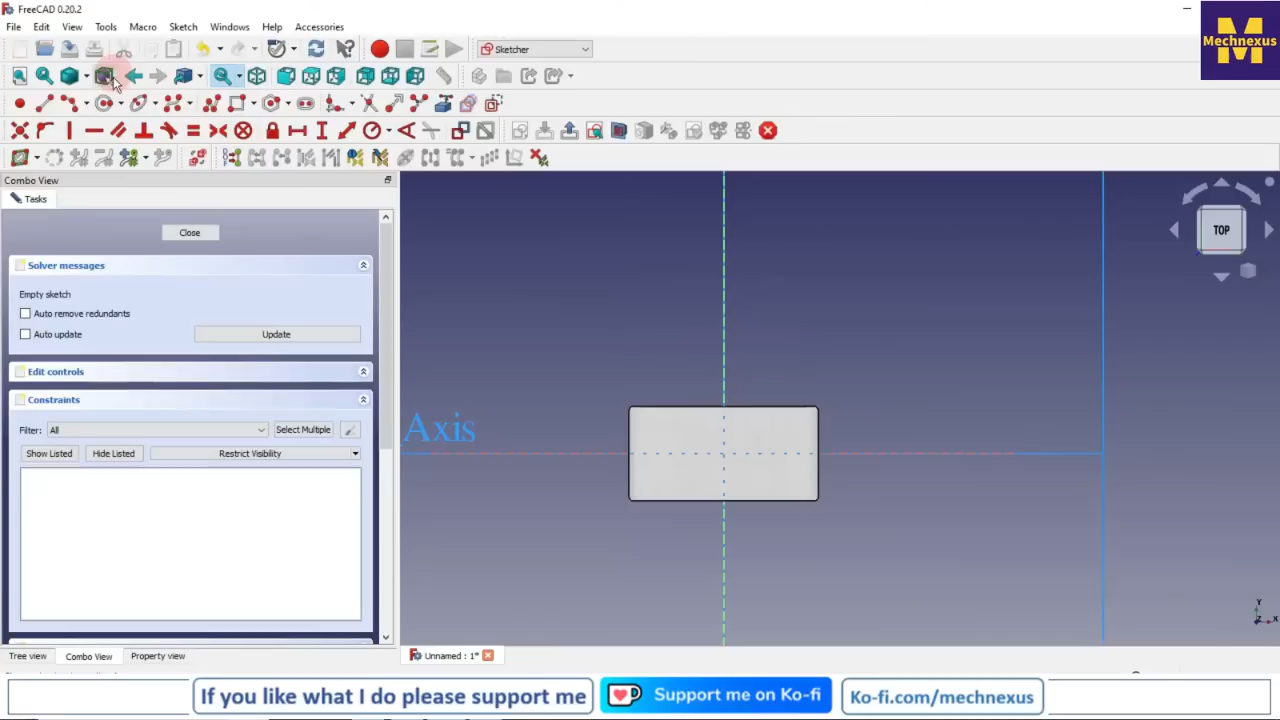 FreeCAD 0.20.2
File Edit View Tools Macro Sketch Windows Help Accessories
M
Mechnexus
Sketcher
Combo View
Tasks
Close
Solver messages
Empty sketch
Auto remove redundants
Auto update
Update
Edit controls
Constraints
Filter: All
Select Multiple
Show Listed
Hide Listed
Restrict Visibility
Axis
TOP
Y
Z
X
Tree view
Combo View
Property view
Unnamed : 1*
If you like what I do please support me
Support me on Ko-fi
Ko-fi.com/mechnexus